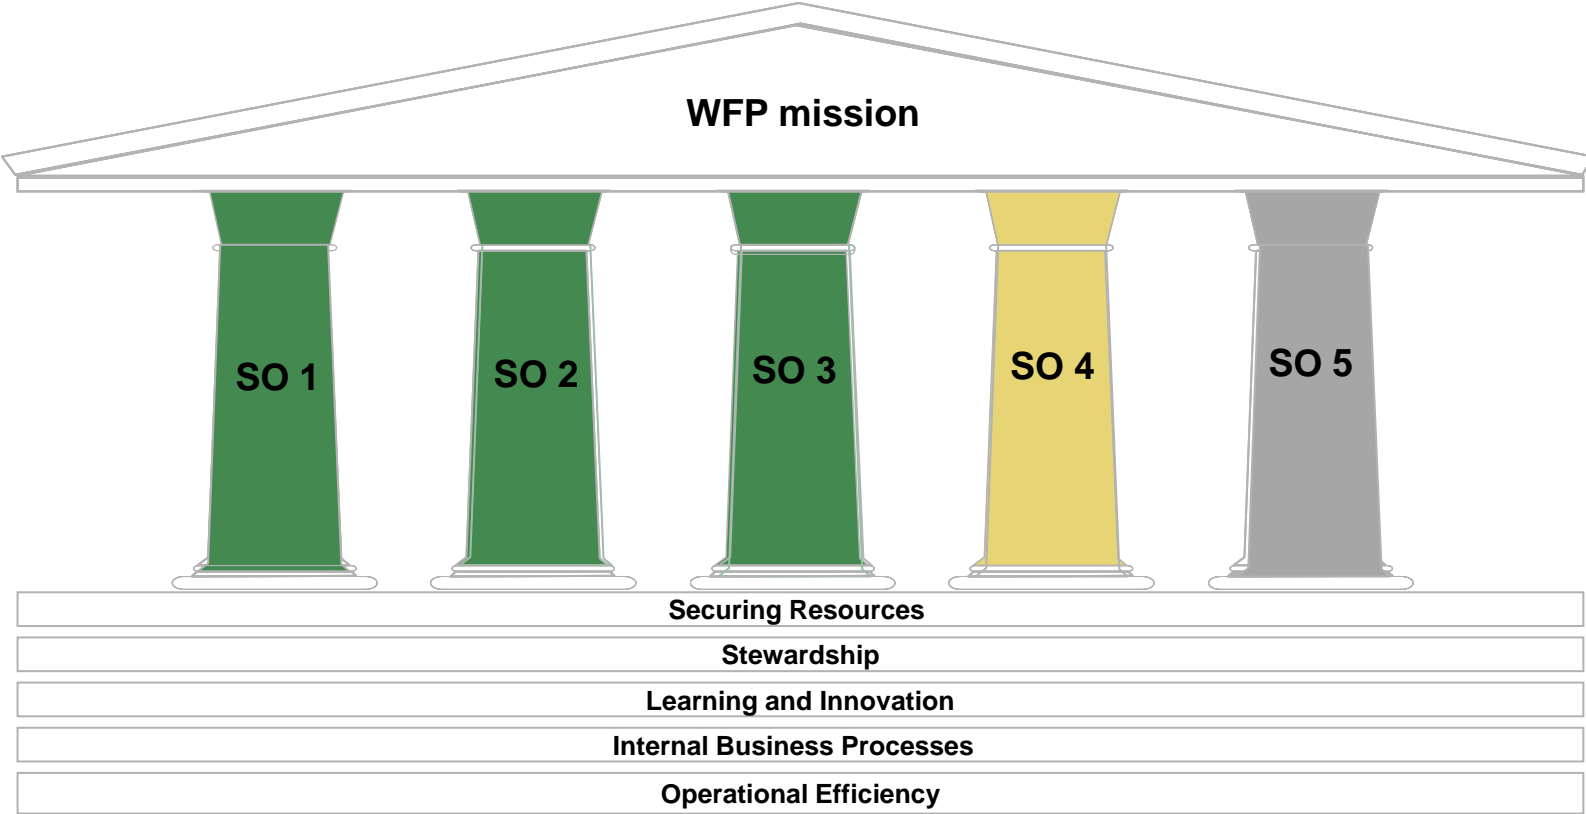 WFP mission
SO 1
SO 2
SO 3
SO 4
SO 5
Securing Resources
Stewardship
Learning and Innovation
Internal Business Processes
Operational Efficiency